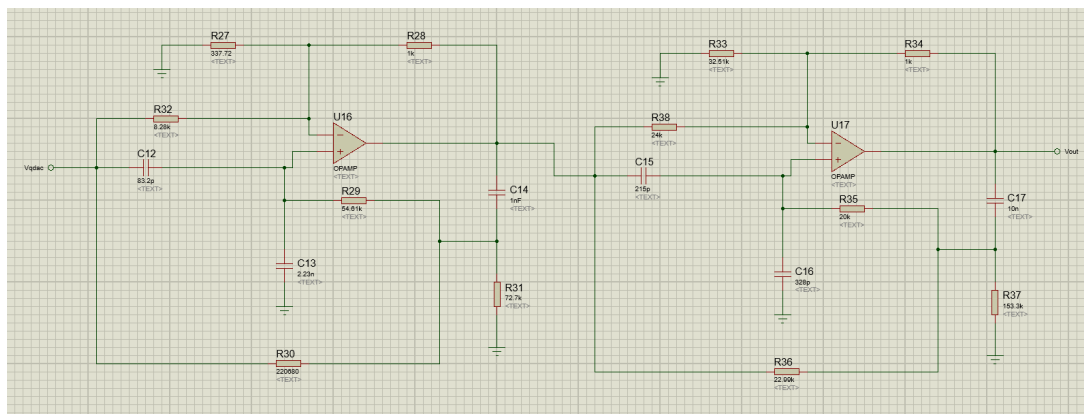 R27
337.72
<TEXT>
R28
1k
<TEXT>
R32
8.28k
<TEXT>
U16
OPAMP
<TEXT>
C12
83.2p
<TEXT>
Vqdac
R29
54.61k
<TEXT>
C14
1nF
<TEXT>
C13
2.23n
<TEXT>
R31
72.7k
<TEXT>
R30
220680
<TEXT>
R33
32.51k
<TEXT>
R34
1k
<TEXT>
R38
24k
<TEXT>
U17
OPAMP
<TEXT>
C15
215p
<TEXT>
Vout
R35
20k
<TEXT>
C17
10n
<TEXT>
C16
328p
<TEXT>
R37
153.3k
<TEXT>
R36
22.99k
<TEXT>